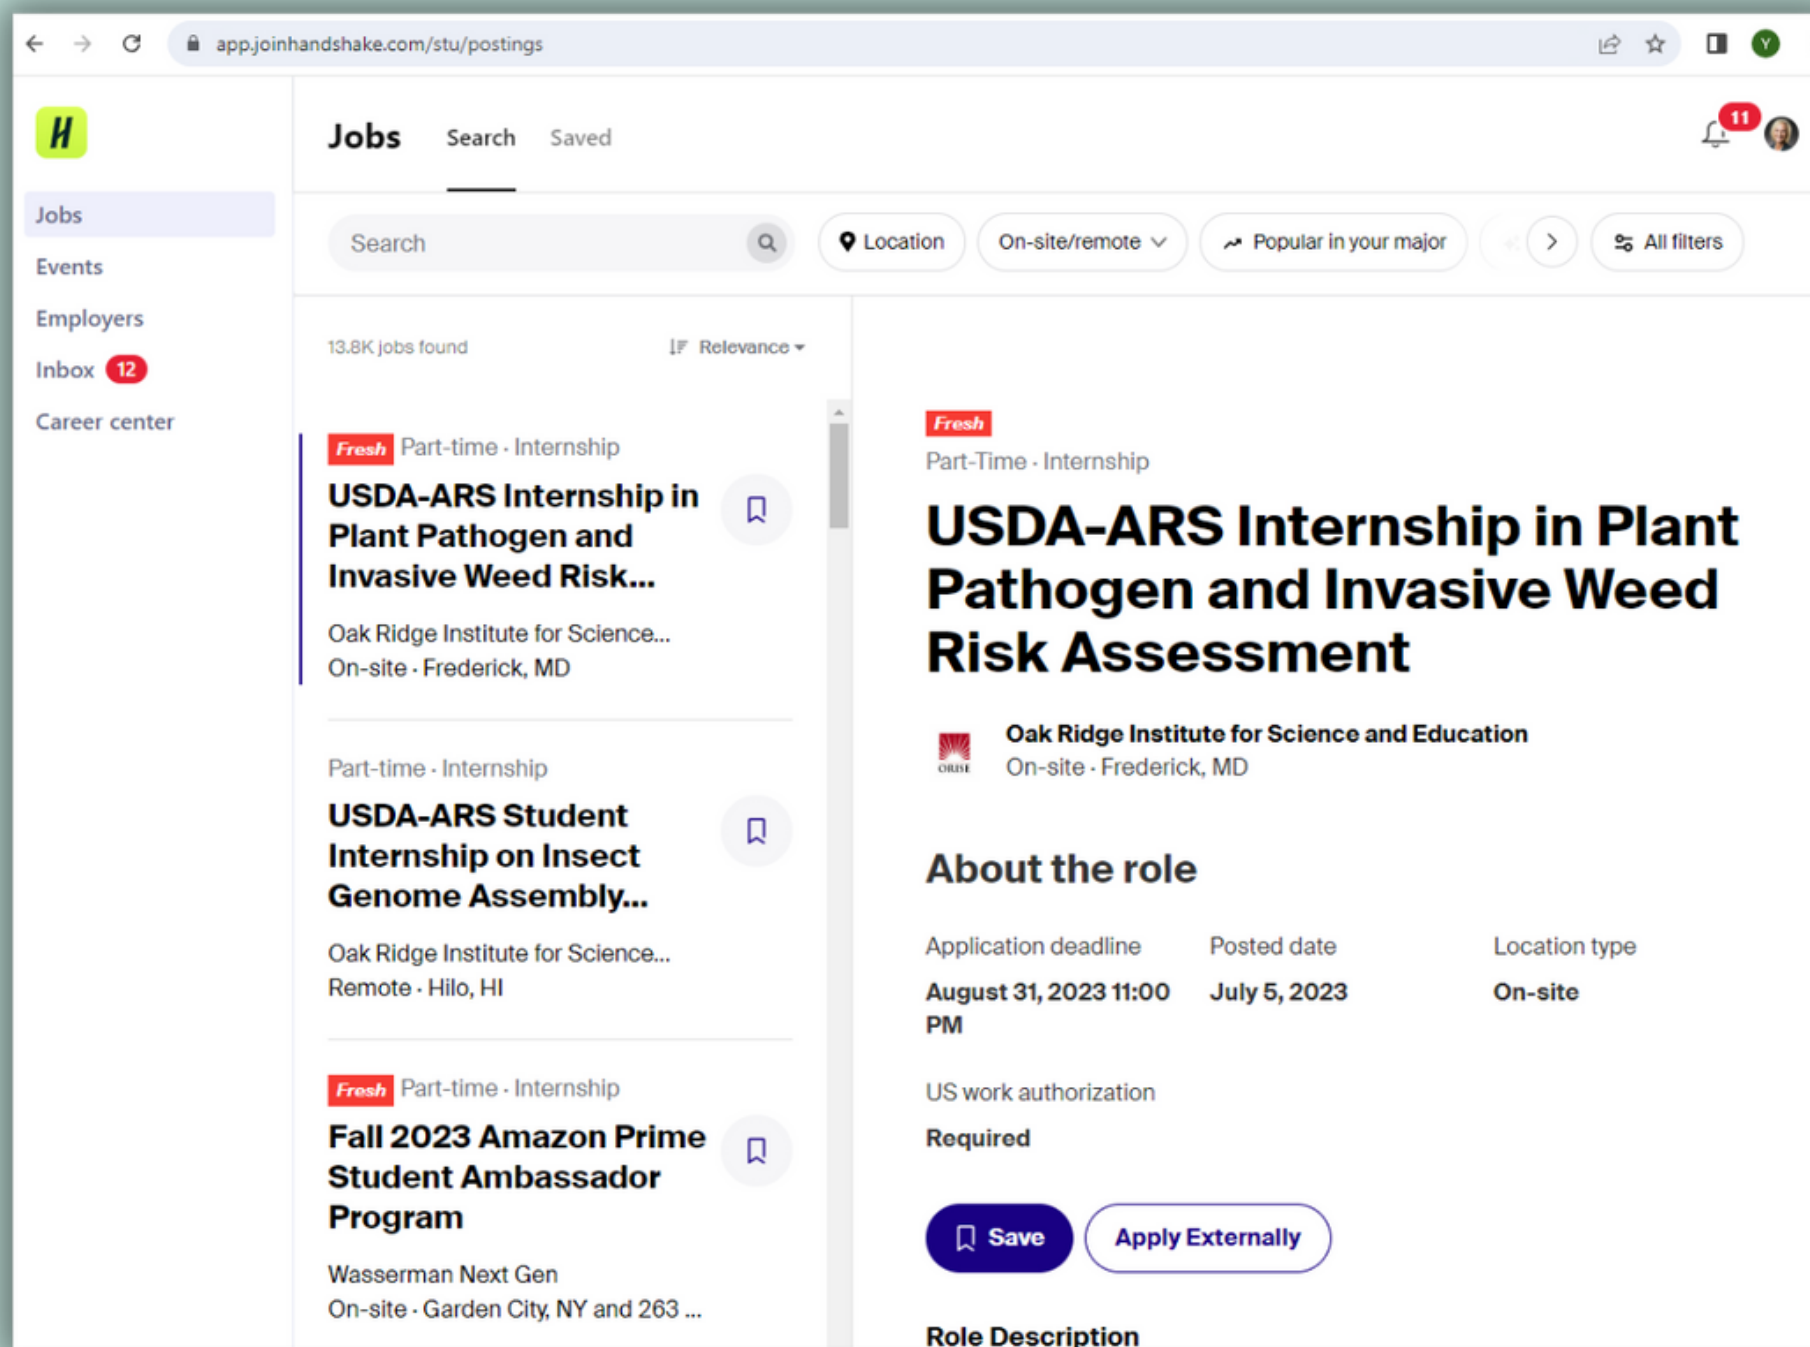 app.joinhandshake.com/stu/postings
Y
H
Jobs
Events
Employers
Inbox 12
Career center
Jobs Search Saved
11
Search
Location
On-site/remote
Popular in your major
All filters
13.8K jobs found
Relevance
Fresh Part-time · Internship
USDA-ARS Internship in
Plant Pathogen and
Invasive Weed Risk...
Oak Ridge Institute for Science...
On-site · Frederick, MD
Part-time · Internship
USDA-ARS Student
Internship on Insect
Genome Assembly...
Oak Ridge Institute for Science...
Remote · Hilo, HI
Fresh Part-time · Internship
Fall 2023 Amazon Prime
Student Ambassador
Program
Wasserman Next Gen
On-site · Garden City, NY and 263 ...
Fresh
Part-Time · Internship
USDA-ARS Internship in Plant
Pathogen and Invasive Weed
Risk Assessment
ORISE
Oak Ridge Institute for Science and Education
On-site · Frederick, MD
About the role
Application deadline
August 31, 2023 11:00
PM
Posted date
July 5, 2023
Location type
On-site
US work authorization
Required
Save
Apply Externally
Role Description